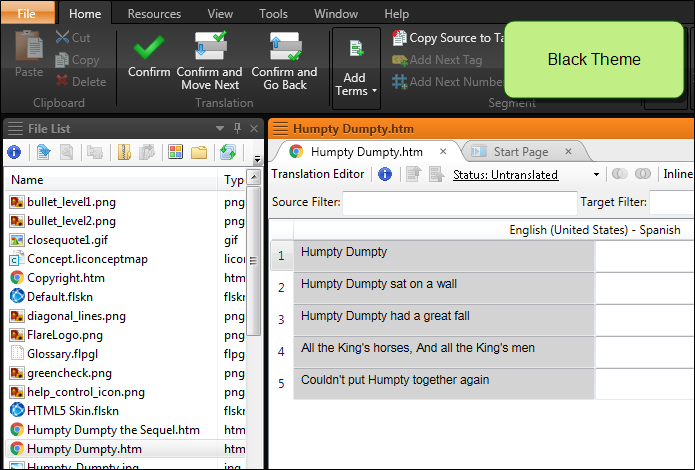 File Home Resources View Tools Window Help
Black Theme
Paste
Cut
Copy
Delete
Clipboard
Confirm
Confirm and Move Next
Confirm and Go Back
Translation
Add Terms
Copy Source to Ta
Add Next Tag
Add Next Number
Segment
File List
Name Typ
bullet_level1.png png
bullet_level2.png png
closequote1.gif gif
Concept.liconceptmap licon
Copyright.htm htm
Default.flskn flskn
diagonal_lines.png png
FlareLogo.png png
Glossary.flpgl flpg
greencheck.png png
help_control_icon.png png
HTML5 Skin.flskn flskn
Humpty Dumpty the Sequel.htm htm
Humpty Dumpty.htm htm
Humpty_Dumpty.jpg jpg
Humpty Dumpty.htm
Humpty Dumpty.htm Start Page
Translation Editor Status: Untranslated Inline
Source Filter: Target Filter:
English (United States) - Spanish
1 Humpty Dumpty
2 Humpty Dumpty sat on a wall
3 Humpty Dumpty had a great fall
4 All the King's horses, And all the King's men
5 Couldn't put Humpty together again